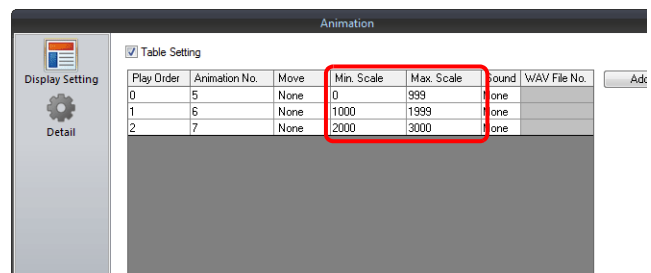 Animation
Display Setting
Detail
Table Setting
Play Order Animation No. Move Min. Scale Max. Scale Sound WAV File No.
0 5 None 0 999 None
1 6 None 1000 1999 None
2 7 None 2000 3000 None
Add